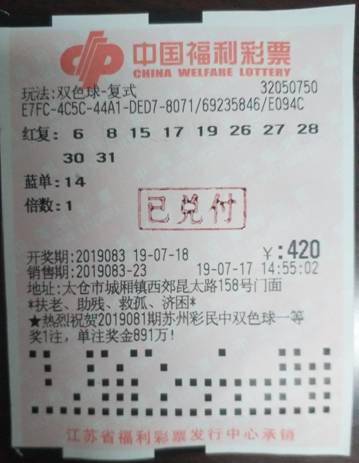 中国福利彩票
CHINA WELFARE LOTTERY
玩法:双色球-复式 32050750
E7FC-4C5C-44A1-DED7-8071/69235846/E094C
红复: 6 8 15 17 19 26 27 28
30 31
蓝单:14
倍数:1
已兑付
开奖期:2019083 19-07-18 ¥:420
销售期:2019083-23 19-07-17 14:55:02
地址:太仓市城厢镇西郊昆太路158号门面
*扶老、助残、救孤、济困*
★热烈祝贺2019081期苏州彩民中双色球一等
奖1注,单注奖金891万!
江苏省福利彩票发行中心承销